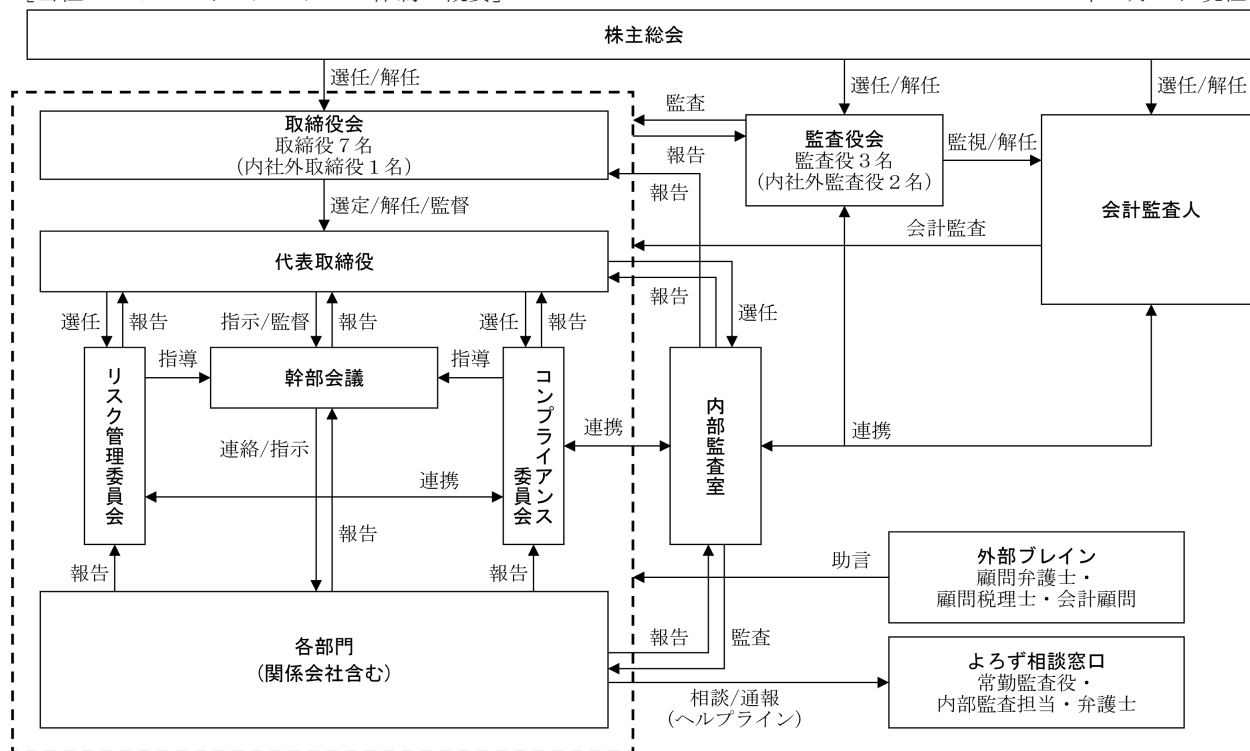 株主総会
選任/解任
選任/解任
選任/解任
取締役会
取締役7名
(内社外取締役1名)
監査
報告
報告
監査役会
監査役3名
(内社外監査役2名)
監視/解任
会計監査人
選定/解任/監督
会計監査
代表取締役
報告
選任
選任
報告
指示/監督
報告
選任
報告
リスク管理委員会
指導
幹部会議
指導
コンプライアンス
委員会
連携
内部監査室
連携
連絡/指示
連携
報告
報告
報告
助言
外部ブレイン
顧問弁護士・
顧問税理士・会計顧問
各部門
(関係会社含む)
報告
監査
相談/通報
(ヘルプライン)
よろず相談窓口
常勤監査役・
内部監査担当・弁護士